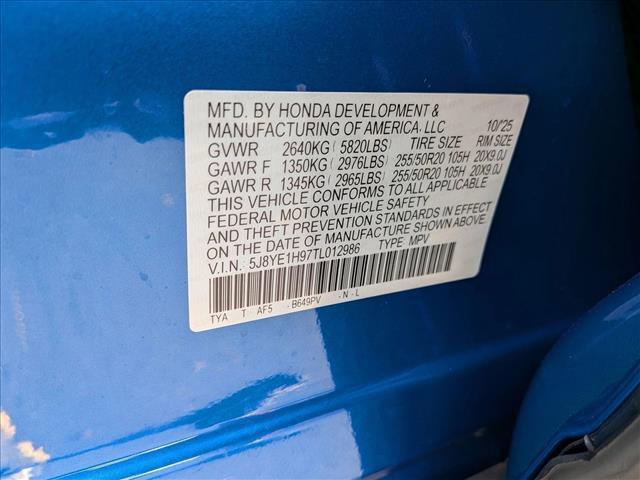 MFD. BY HONDA DEVELOPMENT &
MANUFACTURING OF AMERICA, LLC 10/25
GVWR 2640KG ( 5820LBS) TIRE SIZE RIM SIZE
GAWR F 1350KG ( 2976LBS) 255/50R20 105H 20X9.0J
GAWR R 1345KG ( 2965LBS) 255/50R20 105H 20X9.0J
THIS VEHICLE CONFORMS TO ALL APPLICABLE
FEDERAL MOTOR VEHICLE SAFETY
AND THEFT PREVENTION STANDARDS IN EFFECT
ON THE DATE OF MANUFACTURE SHOWN ABOVE.
V.I.N.: 5J8YE1H97TL012986 TYPE: MPV
TYA T AF5 -B649PV -N-L